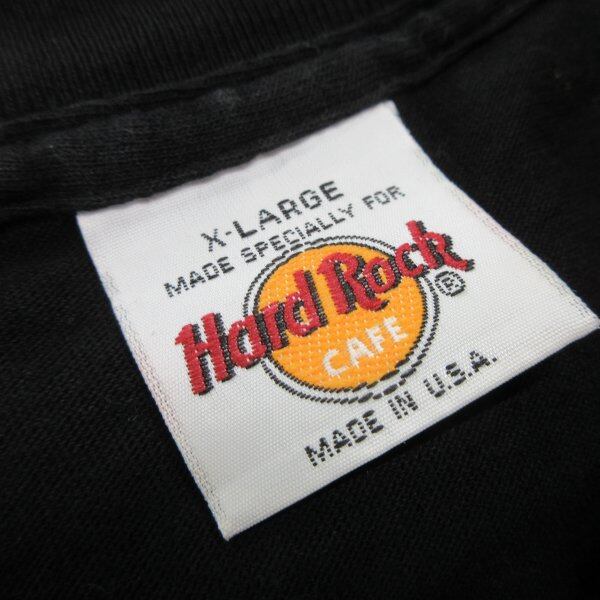 X-LARGE
MADE SPECIALLY FOR
Hard Rock
CAFE ®
MADE IN U.S.A.